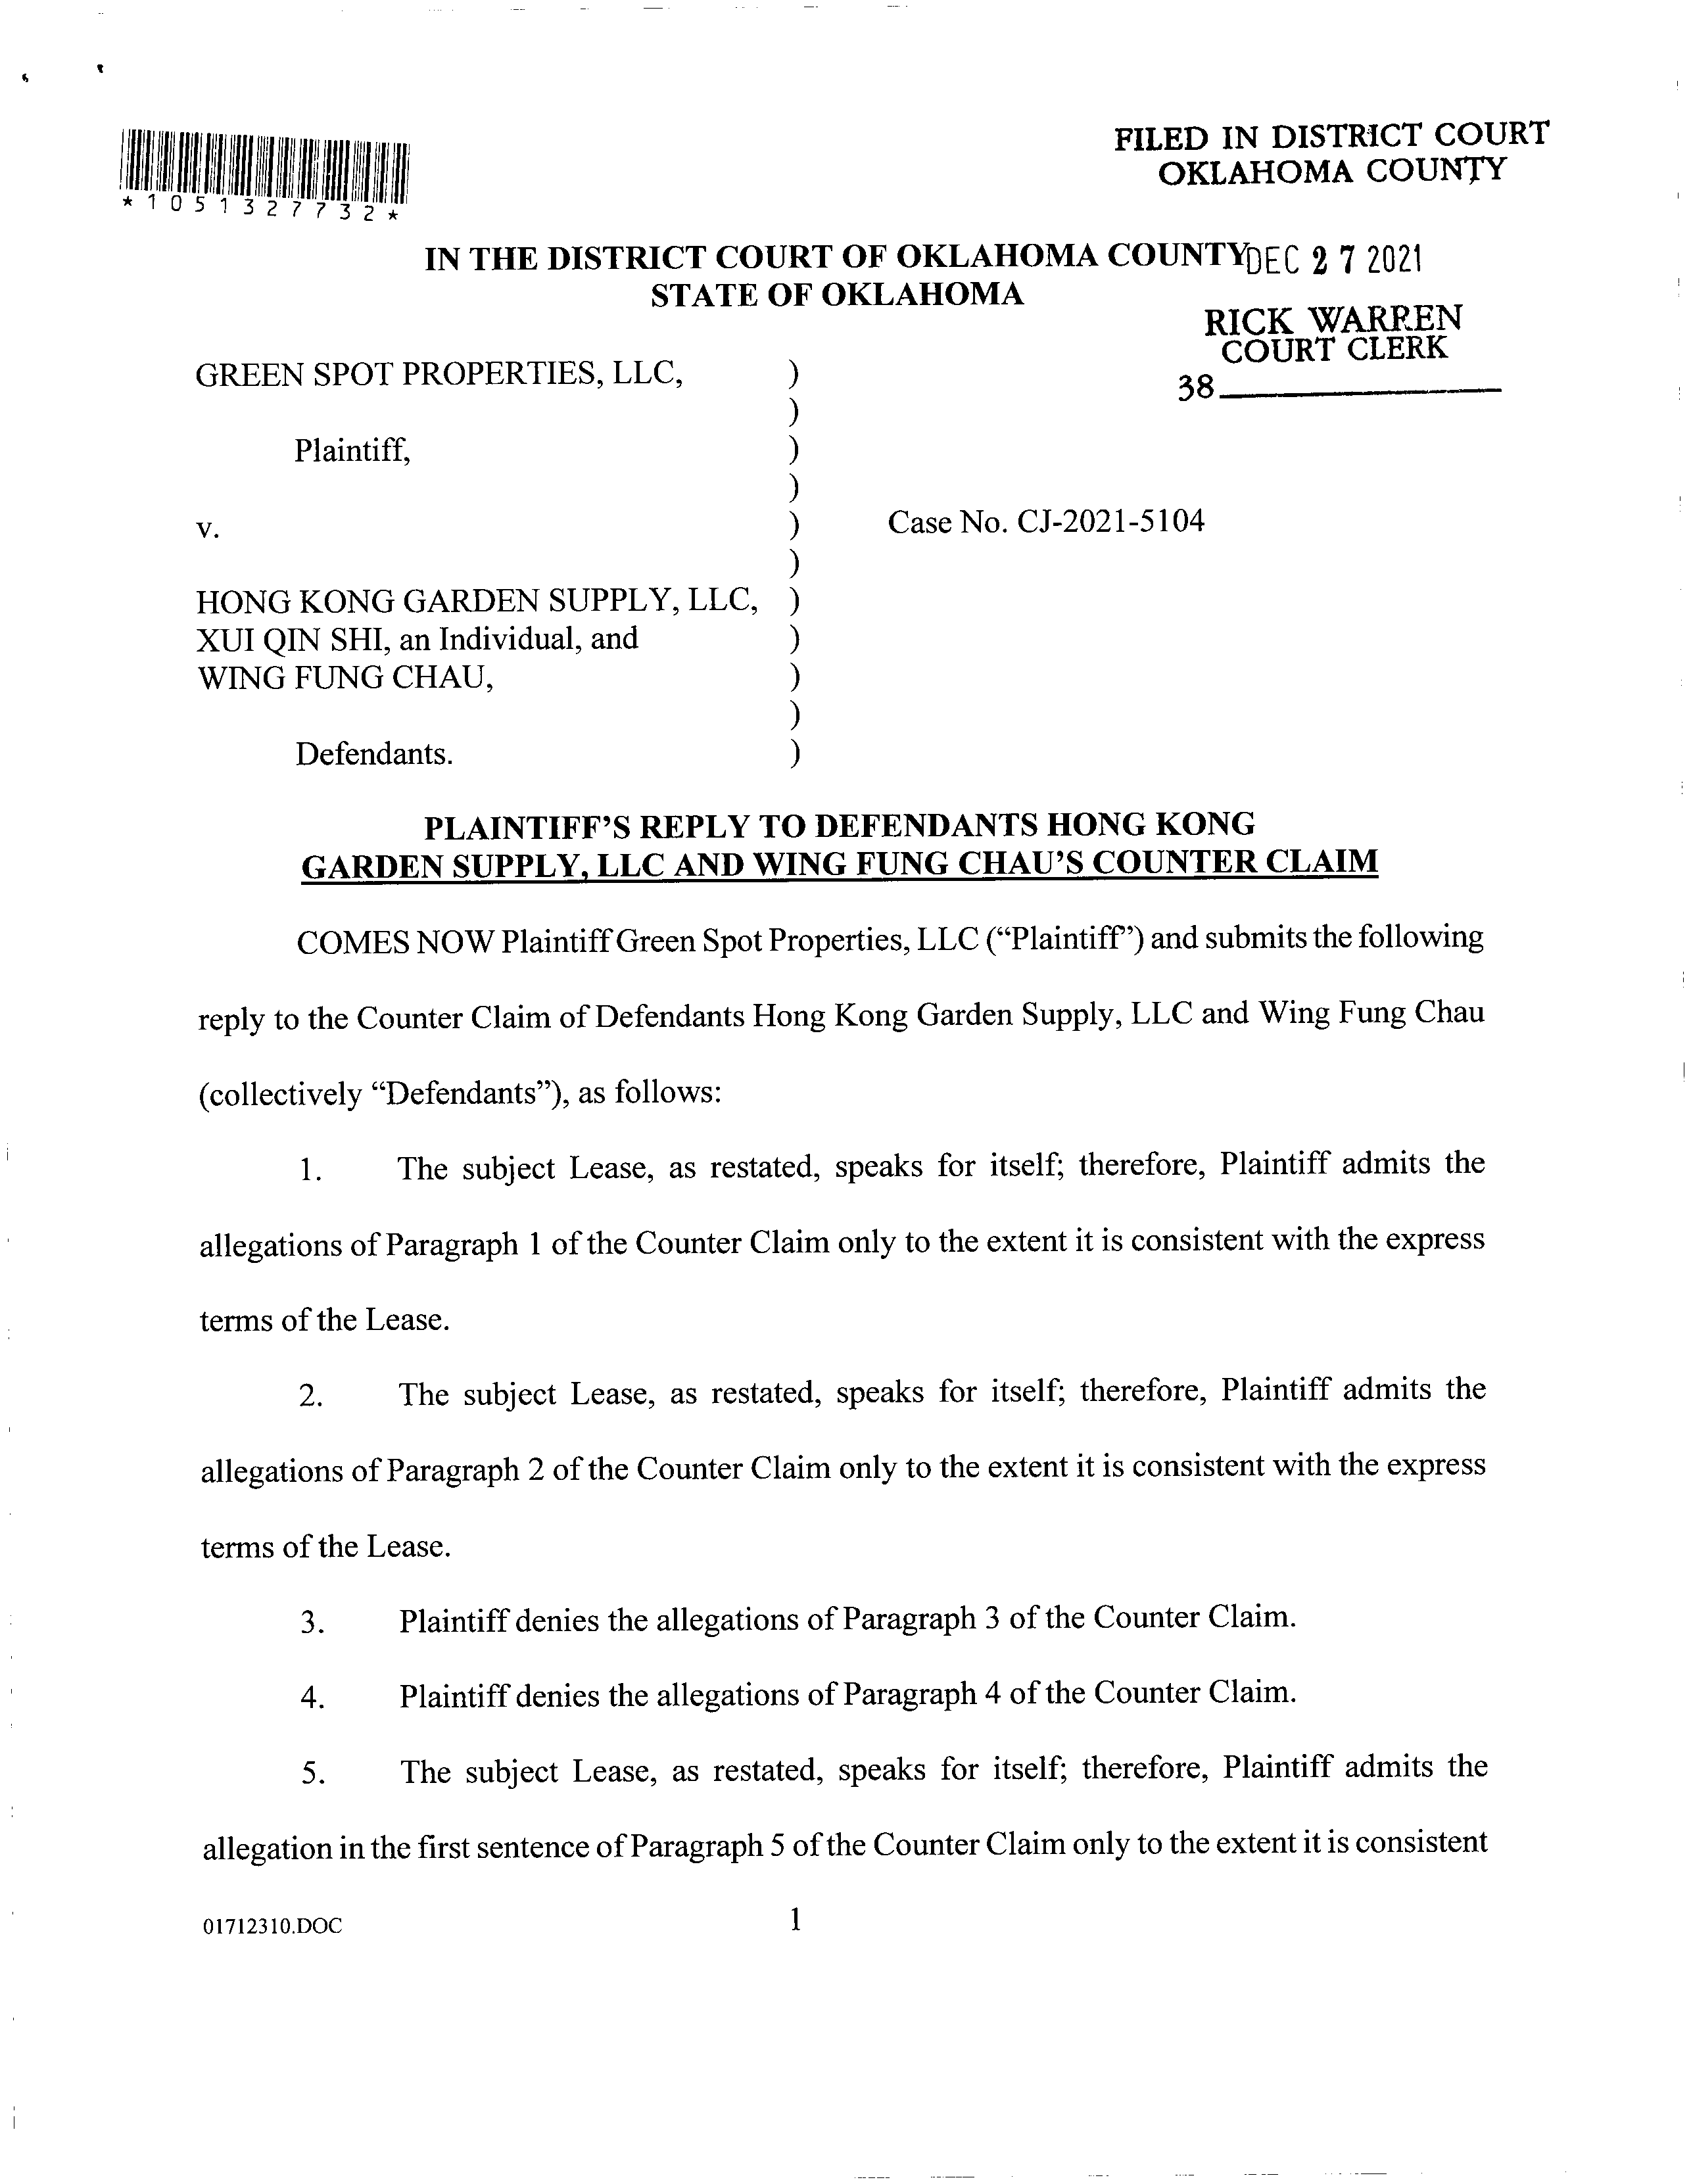 FILED IN DISTRICT COURT
OKLAHOMA COUNTY
*1051327732*
IN THE DISTRICT COURT OF OKLAHOMA COUNTY DEC 27 2021
STATE OF OKLAHOMA
RICK WARREN
COURT CLERK
38
GREEN SPOT PROPERTIES, LLC, )
)
Plaintiff, )
)
v. ) Case No. CJ-2021-5104
)
HONG KONG GARDEN SUPPLY, LLC, )
XUI QIN SHI, an Individual, and )
WING FUNG CHAU, )
)
Defendants. )
PLAINTIFF'S REPLY TO DEFENDANTS HONG KONG
GARDEN SUPPLY, LLC AND WING FUNG CHAU'S COUNTER CLAIM
COMES NOW Plaintiff Green Spot Properties, LLC ("Plaintiff") and submits the following
reply to the Counter Claim of Defendants Hong Kong Garden Supply, LLC and Wing Fung Chau
(collectively "Defendants"), as follows:
1. The subject Lease, as restated, speaks for itself; therefore, Plaintiff admits the
allegations of Paragraph 1 of the Counter Claim only to the extent it is consistent with the express
terms of the Lease.
2. The subject Lease, as restated, speaks for itself; therefore, Plaintiff admits the
allegations of Paragraph 2 of the Counter Claim only to the extent it is consistent with the express
terms of the Lease.
3. Plaintiff denies the allegations of Paragraph 3 of the Counter Claim.
4. Plaintiff denies the allegations of Paragraph 4 of the Counter Claim.
5. The subject Lease, as restated, speaks for itself; therefore, Plaintiff admits the
allegation in the first sentence of Paragraph 5 of the Counter Claim only to the extent it is consistent
01712310.DOC 1